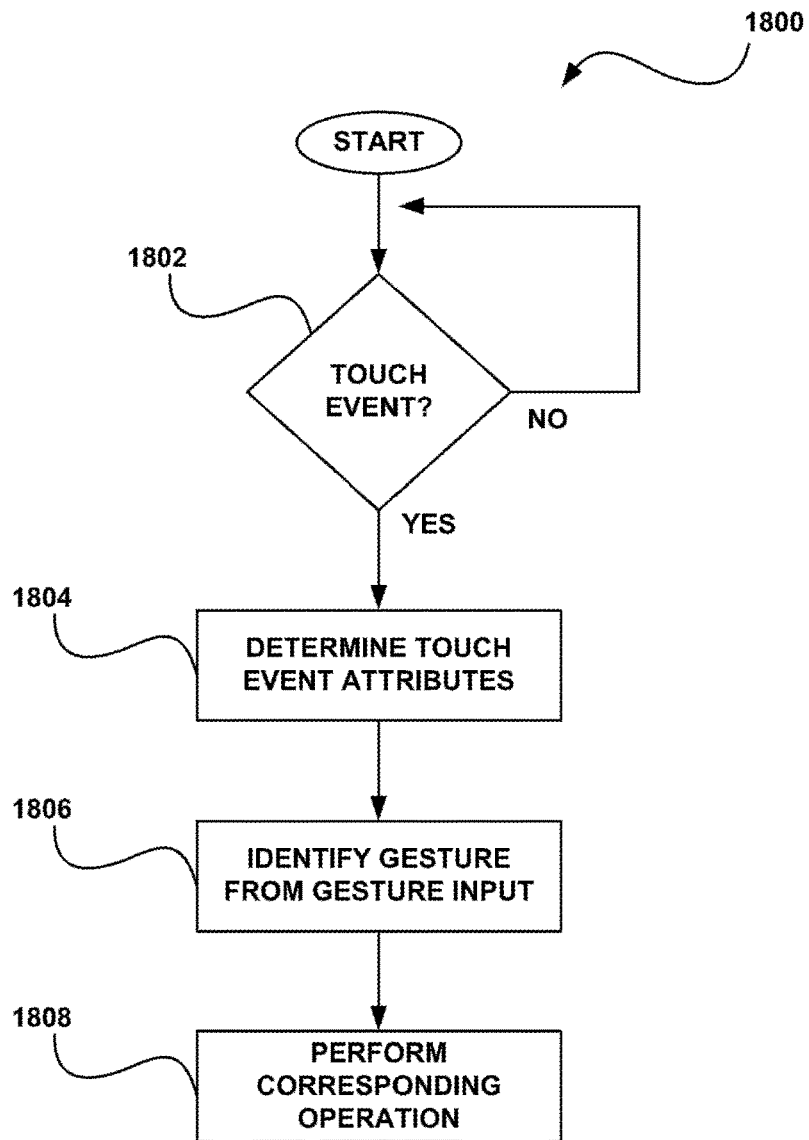 1800
START
1802
TOUCH
EVENT?
NO
YES
1804
DETERMINE TOUCH
EVENT ATTRIBUTES
1806
IDENTIFY GESTURE
FROM GESTURE INPUT
1808
PERFORM
CORRESPONDING
OPERATION